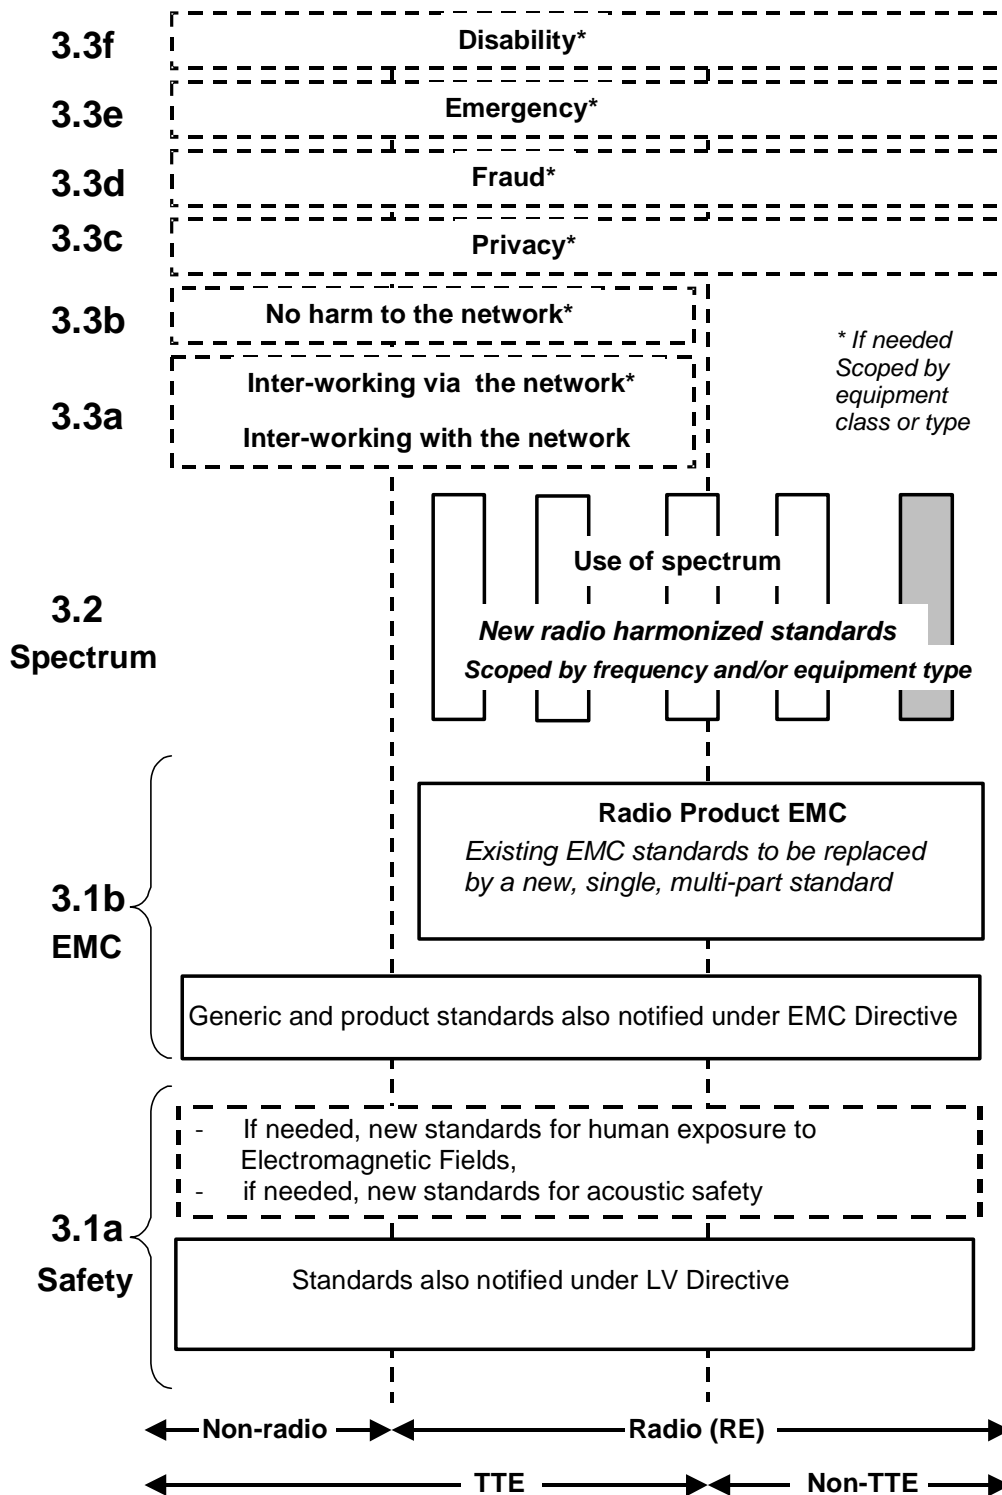 3.3f
Disability*
3.3e
Emergency*
3.3d
Fraud*
3.3c
Privacy*
3.3b
No harm to the network*
3.3a
Inter-working via the network*
Inter-working with the network
* If needed
Scoped by
equipment
class or type
3.2
Spectrum
Use of spectrum
New radio harmonized standards
Scoped by frequency and/or equipment type
3.1b
EMC
Radio Product EMC
Existing EMC standards to be replaced
by a new, single, multi-part standard
Generic and product standards also notified under EMC Directive
3.1a
Safety
- If needed, new standards for human exposure to
Electromagnetic Fields,
- if needed, new standards for acoustic safety
Standards also notified under LV Directive
Non-radio
Radio (RE)
TTE
Non-TTE